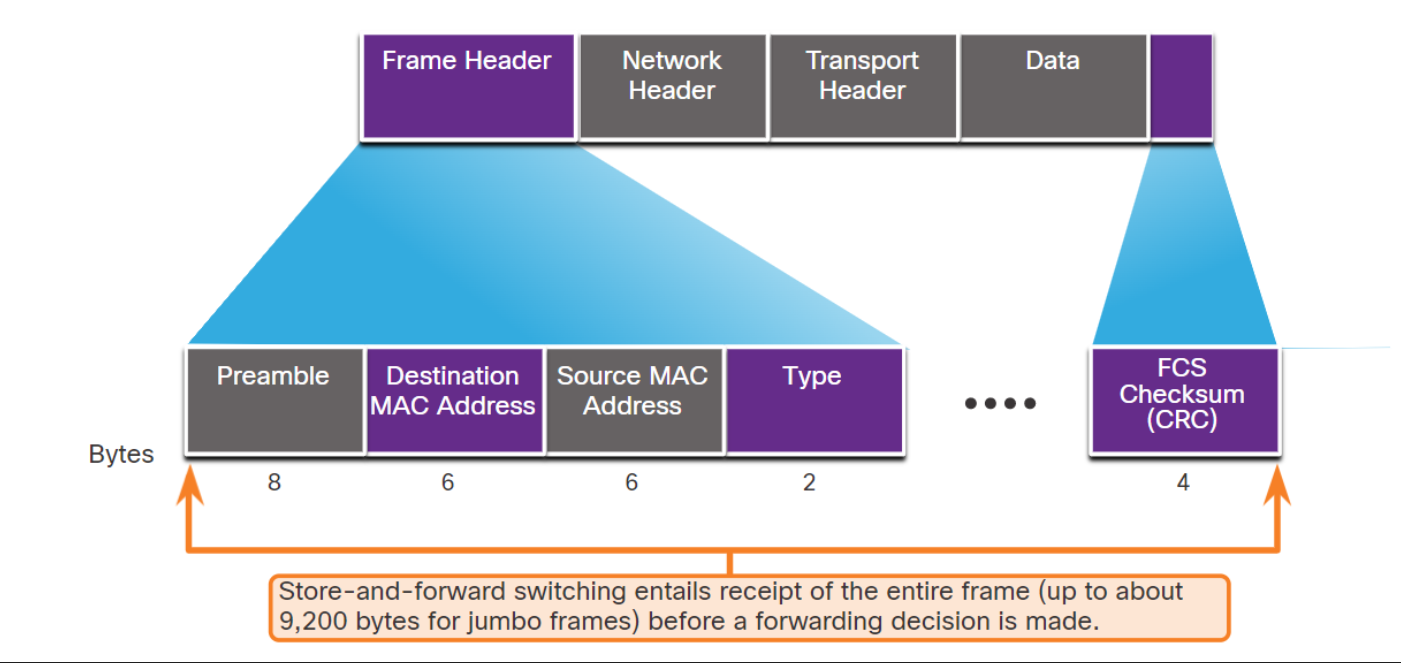 Frame Header
Network
Header
Transport
Header
Data
Preamble
Destination
MAC Address
Source MAC
Address
Type
FCS
Checksum
(CRC)
Bytes
8
6
6
2
4
Store-and-forward switching entails receipt of the entire frame (up to about
9,200 bytes for jumbo frames) before a forwarding decision is made.